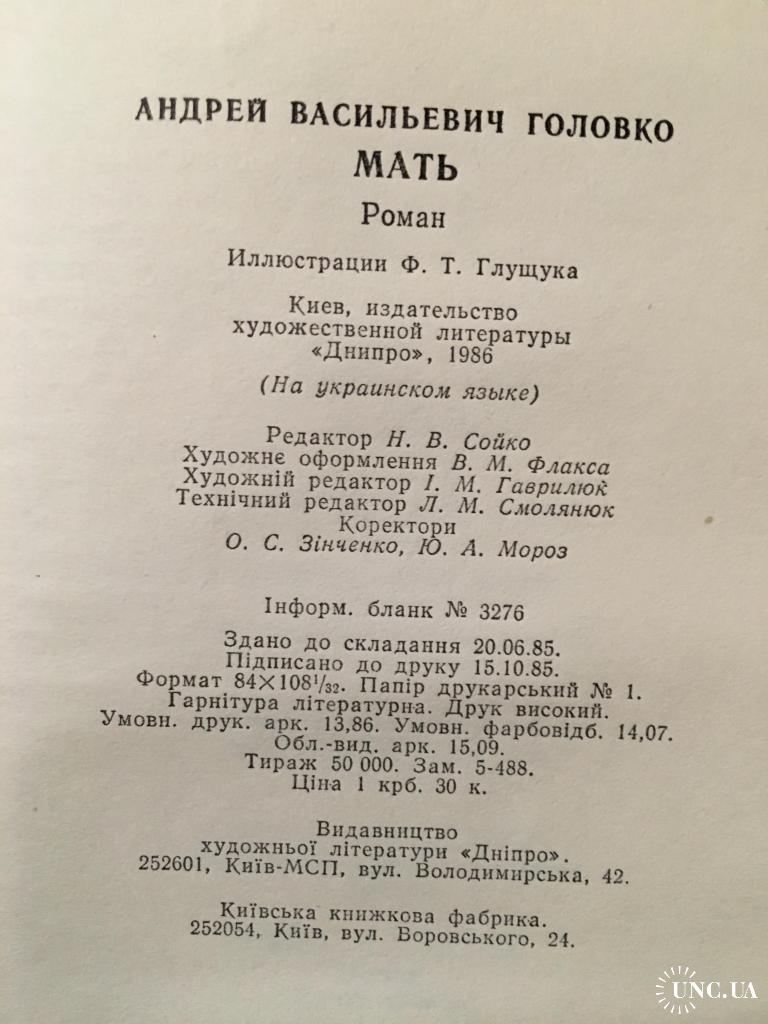 АНДРЕЙ ВАСИЛЬЕВИЧ ГОЛОВКО
МАТЬ
Роман
Иллюстрации Ф. Т. Глущука
Киев, издательство
художественной литературы
«Днипро», 1986
(На украинском языке)
Редактор Н. В. Сойко
Художнє оформлення В. М. Флакса
Художній редактор І. М. Гаврилюк
Технічний редактор Л. М. Смолянюк
Коректори
О. С. Зінченко, Ю. А. Мороз
Інформ. бланк № 3276
Здано до складання 20.06.85.
Підписано до друку 15.10.85.
Формат 84×108¹/₃₂. Папір друкарський № 1.
Гарнітура літературна. Друк високий.
Умовн. друк. арк. 13,86. Умовн. фарбовідб. 14,07.
Обл.-вид. арк. 15,09.
Тираж 50 000. Зам. 5-488.
Ціна 1 крб. 30 к.
Видавництво
художньої літератури «Дніпро».
252601, Київ-МСП, вул. Володимирська, 42.
Київська книжкова фабрика.
252054, Київ, вул. Воровського, 24.
UNC.UA